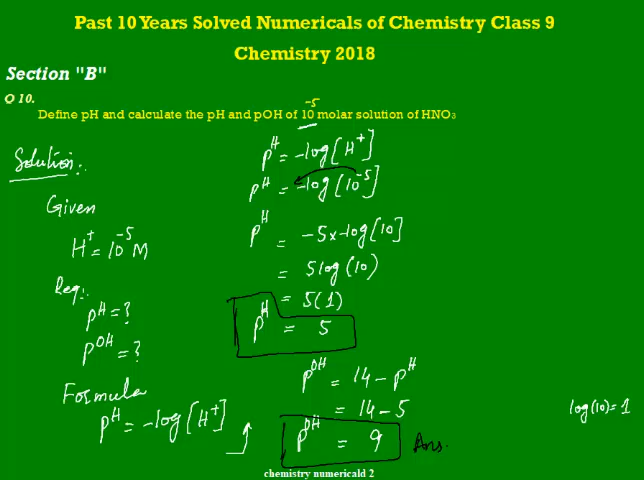 Past 10 Years Solved Numericals of Chemistry Class 9
Chemistry 2018
Section "B"
Q 10.
Define pH and calculate the pH and pOH of 10⁻⁵ molar solution of HNO₃
Solution:.
Given
H⁺ = 10⁻⁵ M
Req:.
pH = ?
pOH = ?
Formula
pH = -log[H⁺]
pH = -log[H⁺]
pH = -log[10⁻⁵]
pH = -5x-log[10]
= 5log(10)
= 5(1)
pH = 5
pOH = 14 - pH
= 14 - 5
pOH = 9 Ans.
log(10) = 1
chemistry numericald 2